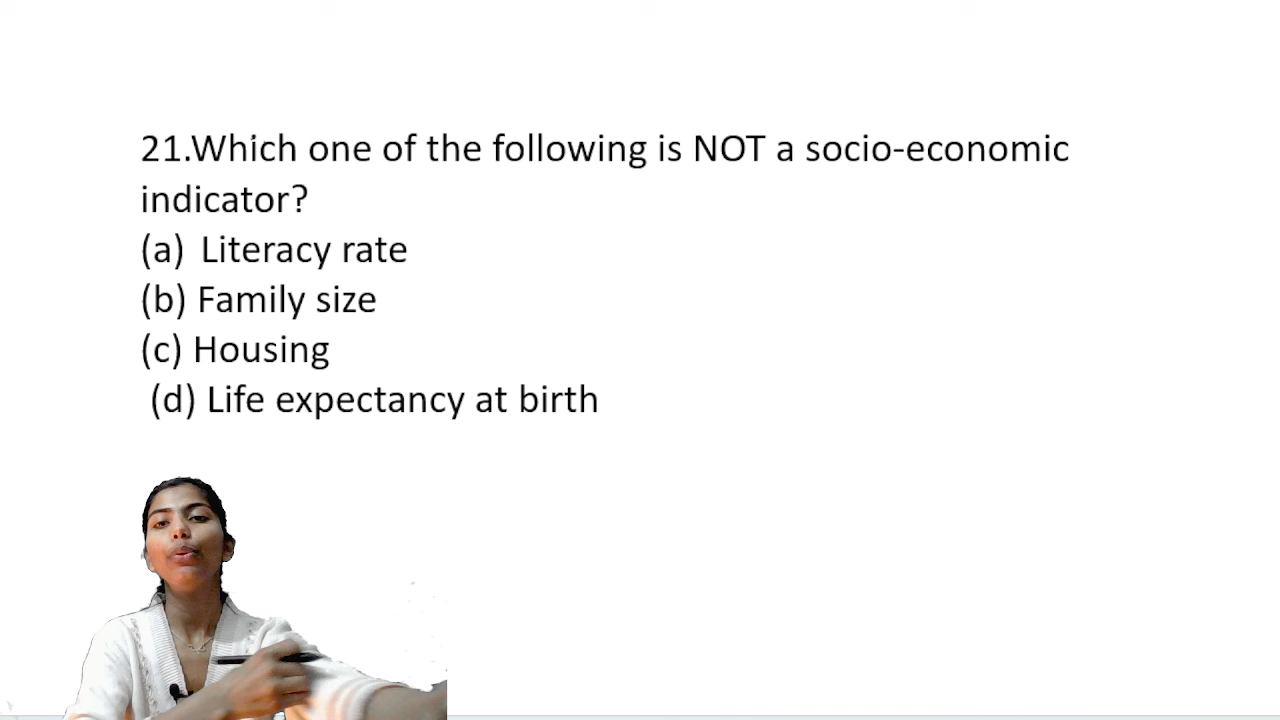 21.Which one of the following is NOT a socio-economic
indicator?
(a) Literacy rate
(b) Family size
(c) Housing
(d) Life expectancy at birth